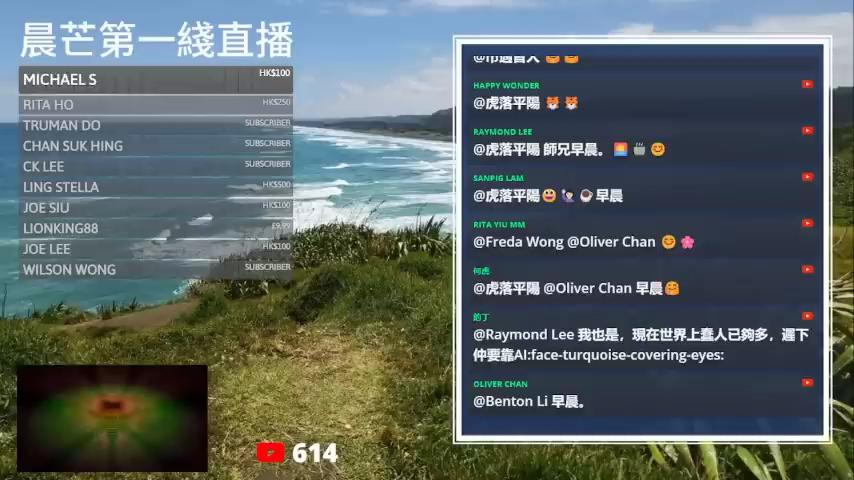 晨芒第一綫直播
MICHAEL S HK$100
RITA HO HK$250
TRUMAN DO SUBSCRIBER
CHAN SUK HING SUBSCRIBER
CK LEE SUBSCRIBER
LING STELLA HK$500
JOE SIU HK$100
LIONKING88 £9.99
JOE LEE HK$100
WILSON WONG SUBSCRIBER
614
HAPPY WONDER
@虎落平陽 🐯 🐯
RAYMOND LEE
@虎落平陽 師兄早晨。 🌅 🍵 😊
SANPIG LAM
@虎落平陽😃 🙋🏻‍♀️ ☕早晨
RITA YIU MM
@Freda Wong @Oliver Chan 😊 🌸
何虎
@虎落平陽 @Oliver Chan 早晨🤗
的丁
@Raymond Lee 我也是，現在世界上蠢人已夠多，遲下
仲要靠AI:face-turquoise-covering-eyes:
OLIVER CHAN
@Benton Li 早晨。